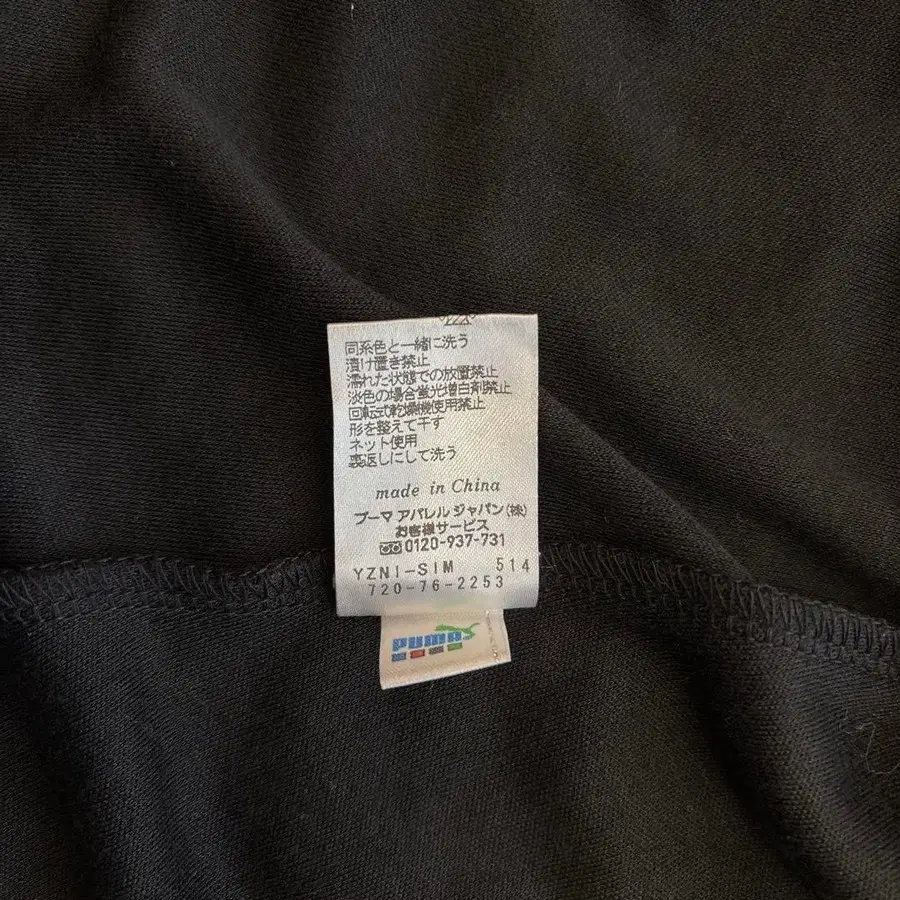 同系色と一緒に洗う
漬け置き禁止
濡れた状態での放置禁止
淡色の場合蛍光増白剤禁止
回転式乾燥機使用禁止
形を整えて干す
ネット使用
裏返しにして洗う
made in China
プーマ アパレル ジャパン(株)
お客様サービス
0120-937-731
YZNI-SIM 514
720-76-2253
PUMA